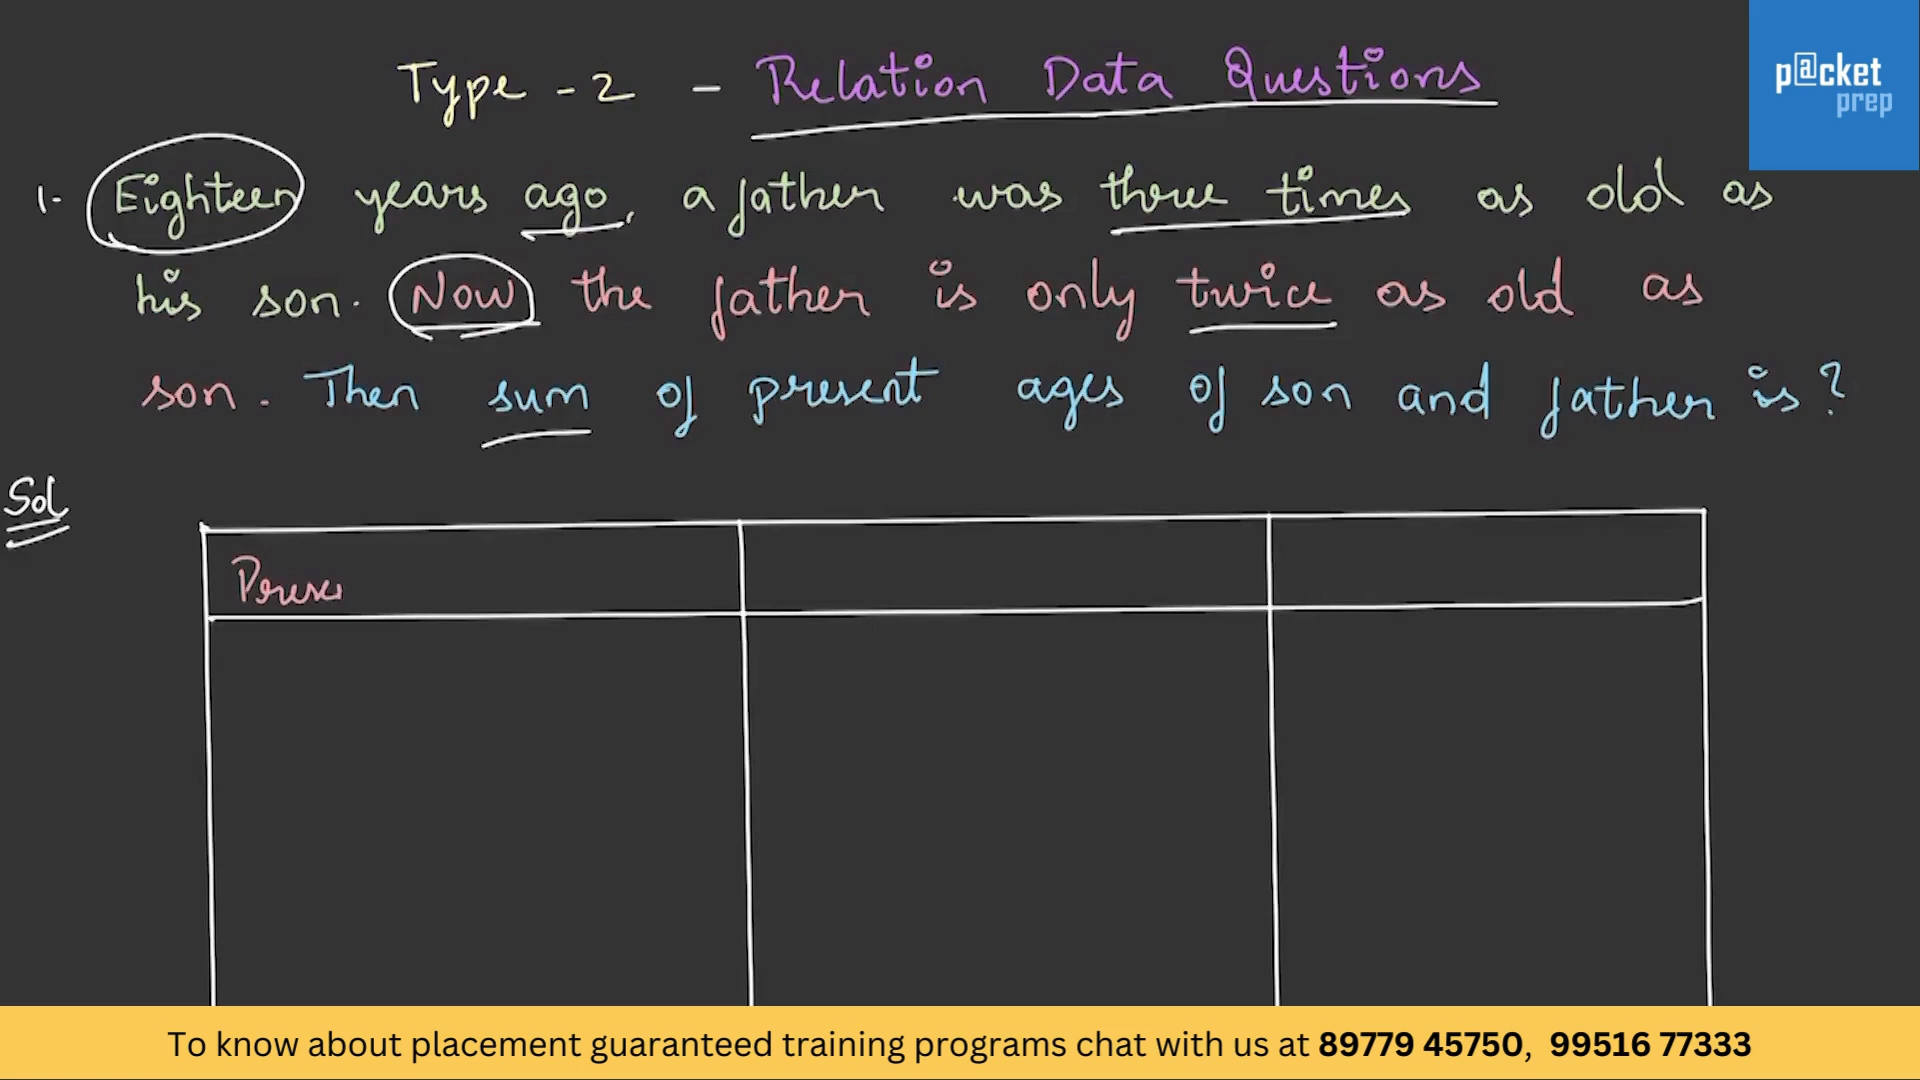 Type - 2 - Relation Data Questions
p@cket
prep
1. Eighteen years ago, a father was three times as old as
his son. Now the father is only twice as old as
son. Then sum of present ages of son and father is?
Sol
Prese
To know about placement guaranteed training programs chat with us at 89779 45750, 99516 77333